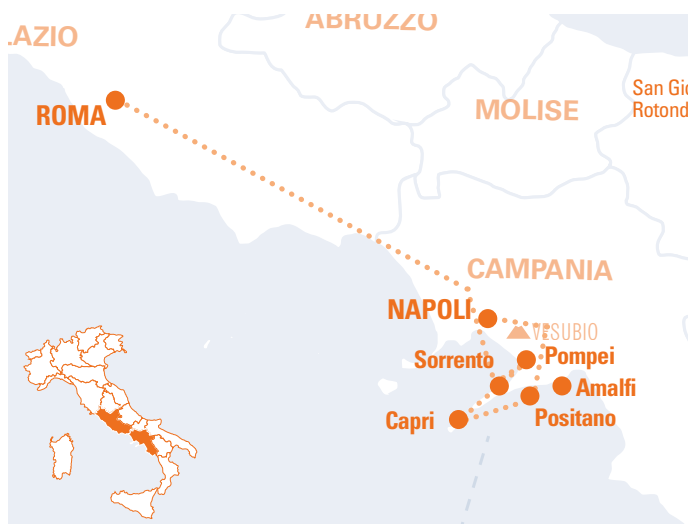 ABRUZZO
.AZIO
San Gio
Rotond
ROMA
MOLISE
CAMPANIA
NAPOLI
VESUBIO
Sorrento
Pompei
Amalfi
Capri
Positano